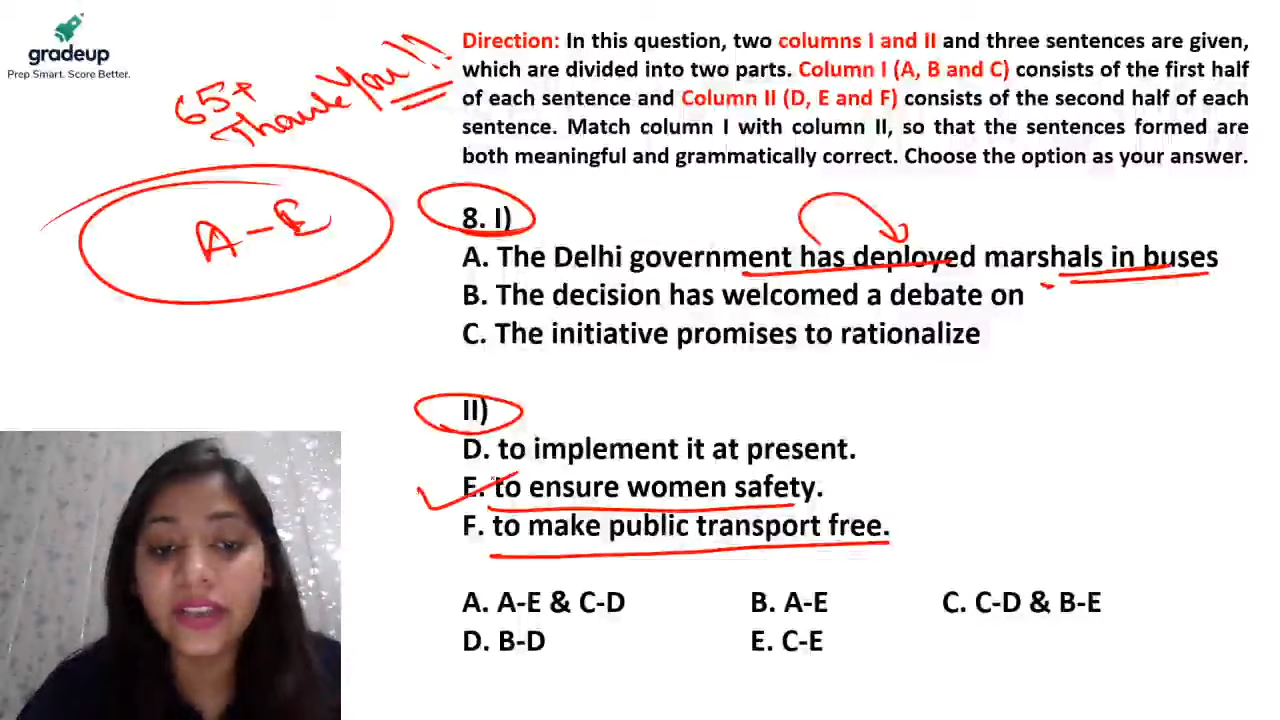 gradeup
Prep Smart. Score Better.
65+
Thank You!!
A-E
Direction: In this question, two columns I and II and three sentences are given,
which are divided into two parts. Column I (A, B and C) consists of the first half
of each sentence and Column II (D, E and F) consists of the second half of each
sentence. Match column I with column II, so that the sentences formed are
both meaningful and grammatically correct. Choose the option as your answer.
8. I)
A. The Delhi government has deployed marshals in buses
B. The decision has welcomed a debate on
C. The initiative promises to rationalize
II)
D. to implement it at present.
E. to ensure women safety.
F. to make public transport free.
A. A-E & C-D B. A-E C. C-D & B-E
D. B-D E. C-E